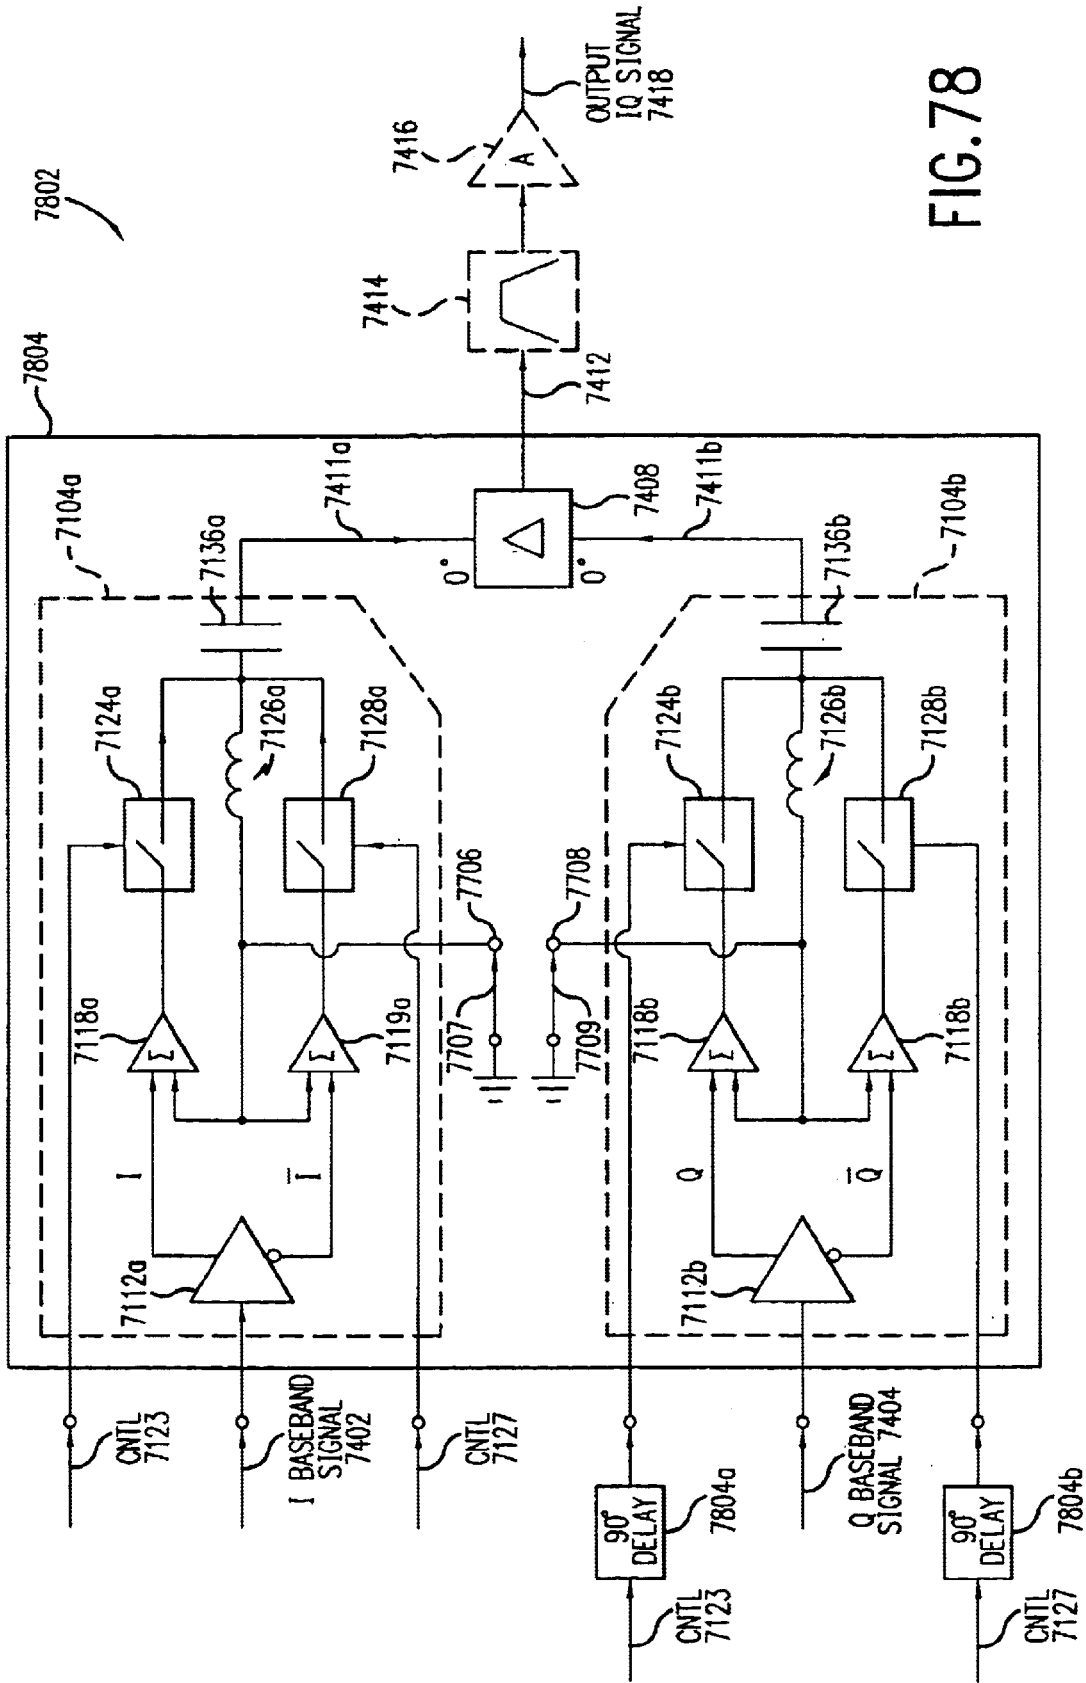 7802
7804
7104a
7124a
7136a
7126a
7128a
7118a
Σ
7119a
Σ
I
I̅
7112a
CNTL
7123
I BASEBAND
SIGNAL
7402
CNTL
7127
7411a
0°
Δ
0°
7408
7411b
7412
7414
7416
A
OUTPUT
IQ SIGNAL
7418
7706
7707
7708
7709
7104b
7124b
7136b
7126b
7128b
7118b
Σ
7118b
Σ
Q
Q̅
7112b
90°
DELAY
7804a
CNTL
7123
Q BASEBAND
SIGNAL 7404
90°
DELAY
7804b
CNTL
7127
FIG.78